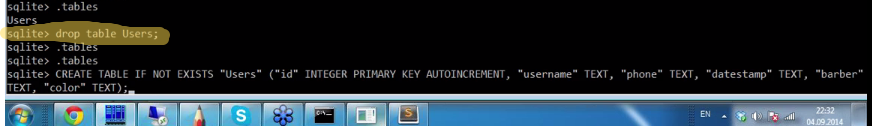 sqlite> .tables
Users
sqlite> drop table Users;
sqlite> .tables
sqlite> .tables
sqlite> CREATE TABLE IF NOT EXISTS "Users" ("id" INTEGER PRIMARY KEY AUTOINCREMENT, "username" TEXT, "phone" TEXT, "datestamp" TEXT, "barber"
TEXT, "color" TEXT);_
EN
22:32
04.09.2014